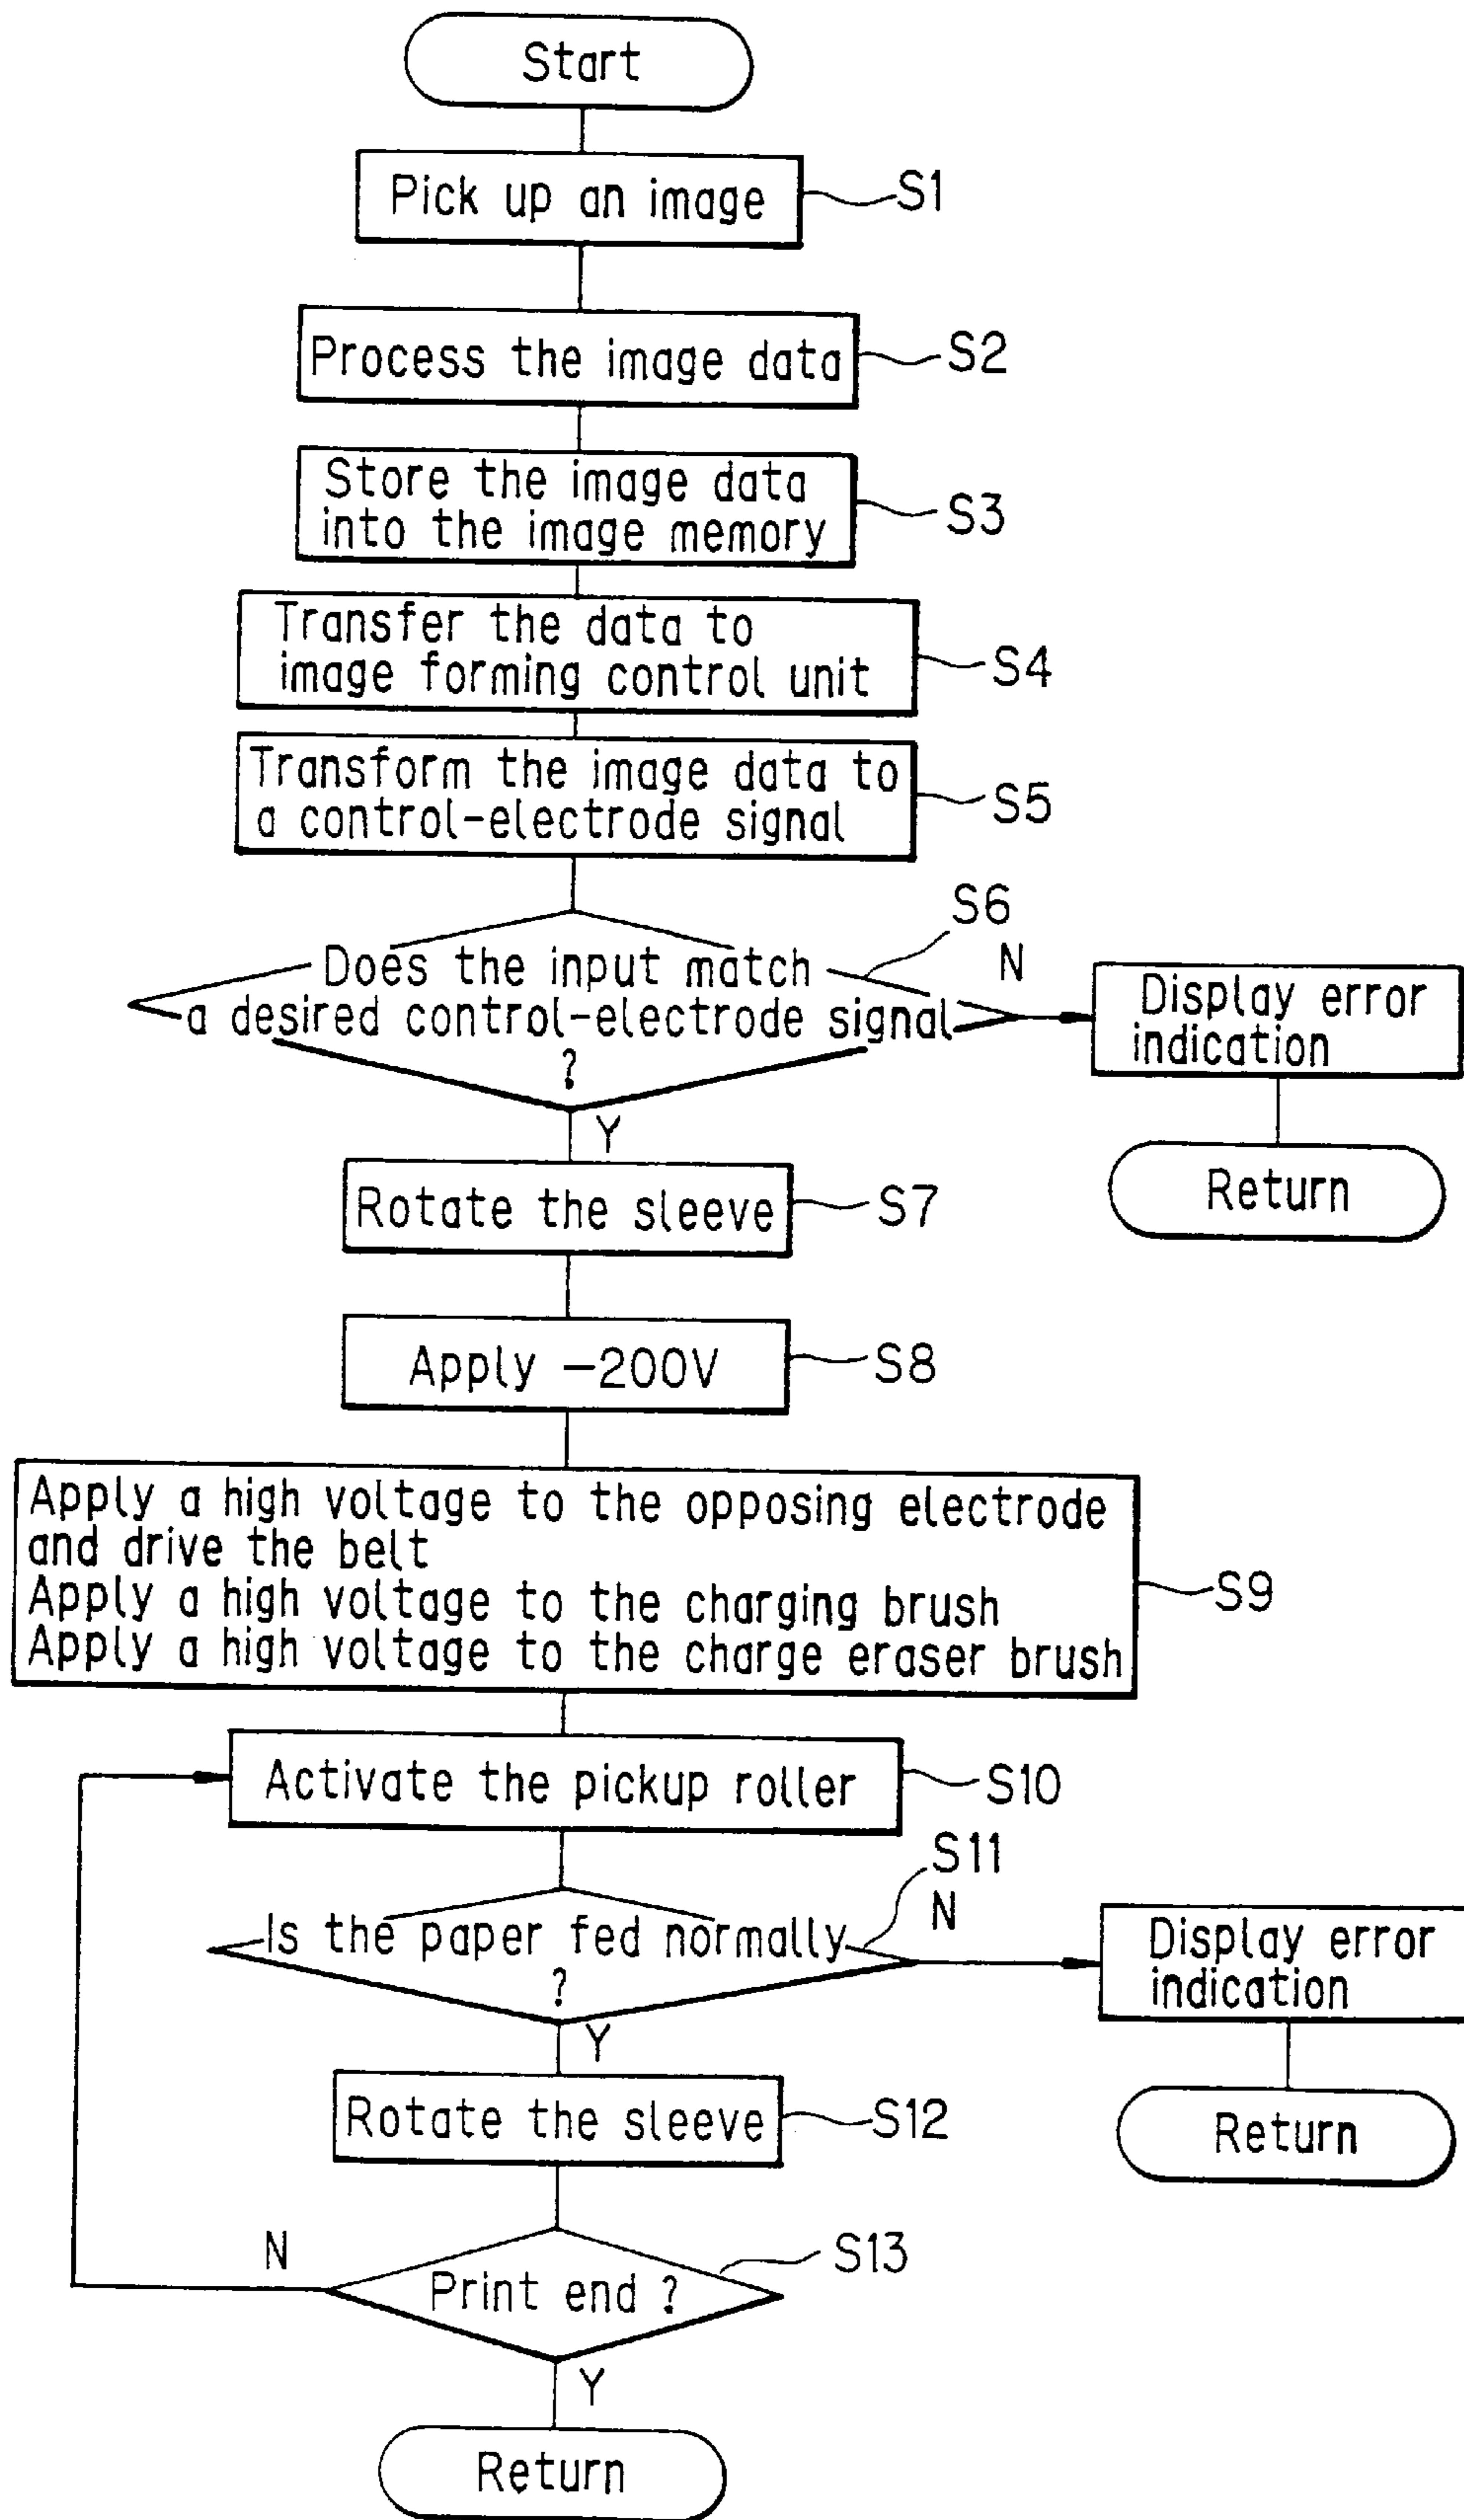 Start
Pick up an image
S1
Process the image data
S2
Store the image data
into the image memory
S3
Transfer the data to
image forming control unit
S4
Transform the image data to
a control-electrode signal
S5
S6
Does the input match
a desired control-electrode signal
?
N
Display error
indication
Return
Y
Rotate the sleeve
S7
Apply -200V
S8
Apply a high voltage to the opposing electrode
and drive the belt
Apply a high voltage to the charging brush
Apply a high voltage to the charge eraser brush
S9
Activate the pickup roller
S10
S11
Is the paper fed normally
?
N
Display error
indication
Return
Y
Rotate the sleeve
S12
S13
Print end ?
N
Y
Return